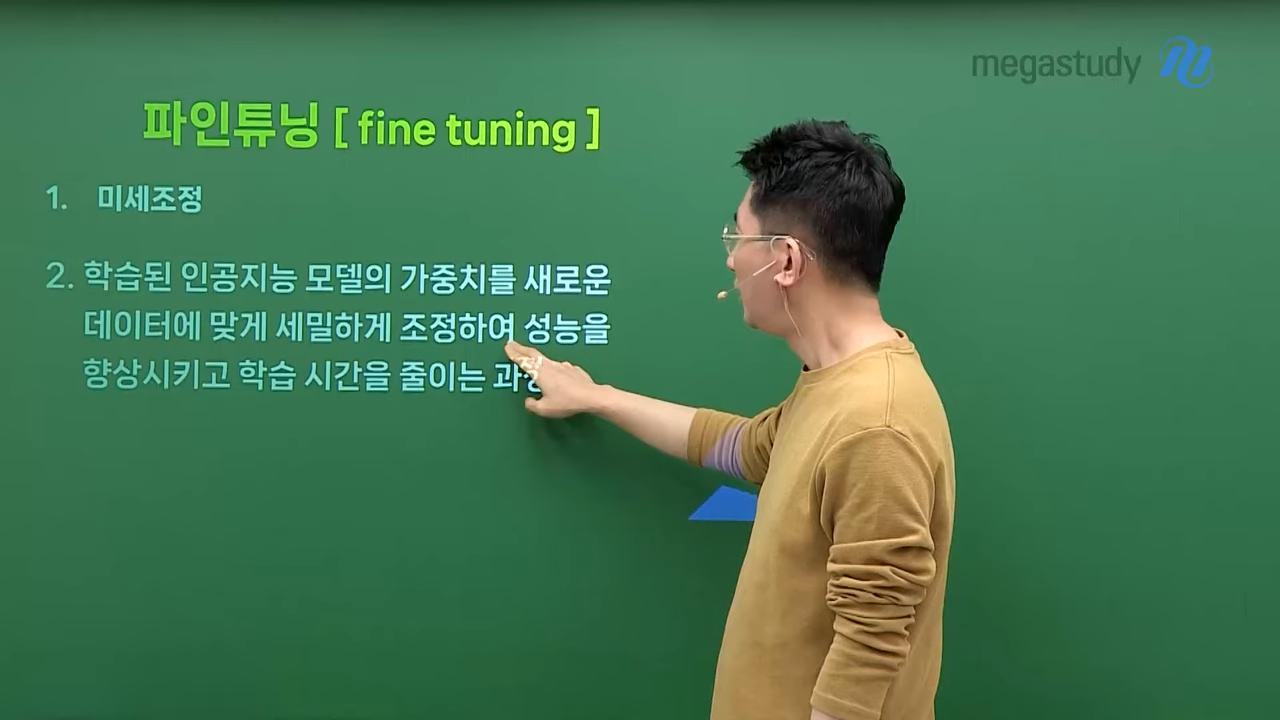 megastudy
파인튜닝 [ fine tuning ]
1. 미세조정
2. 학습된 인공지능 모델의 가중치를 새로운
데이터에 맞게 세밀하게 조정하여 성능을
향상시키고 학습 시간을 줄이는